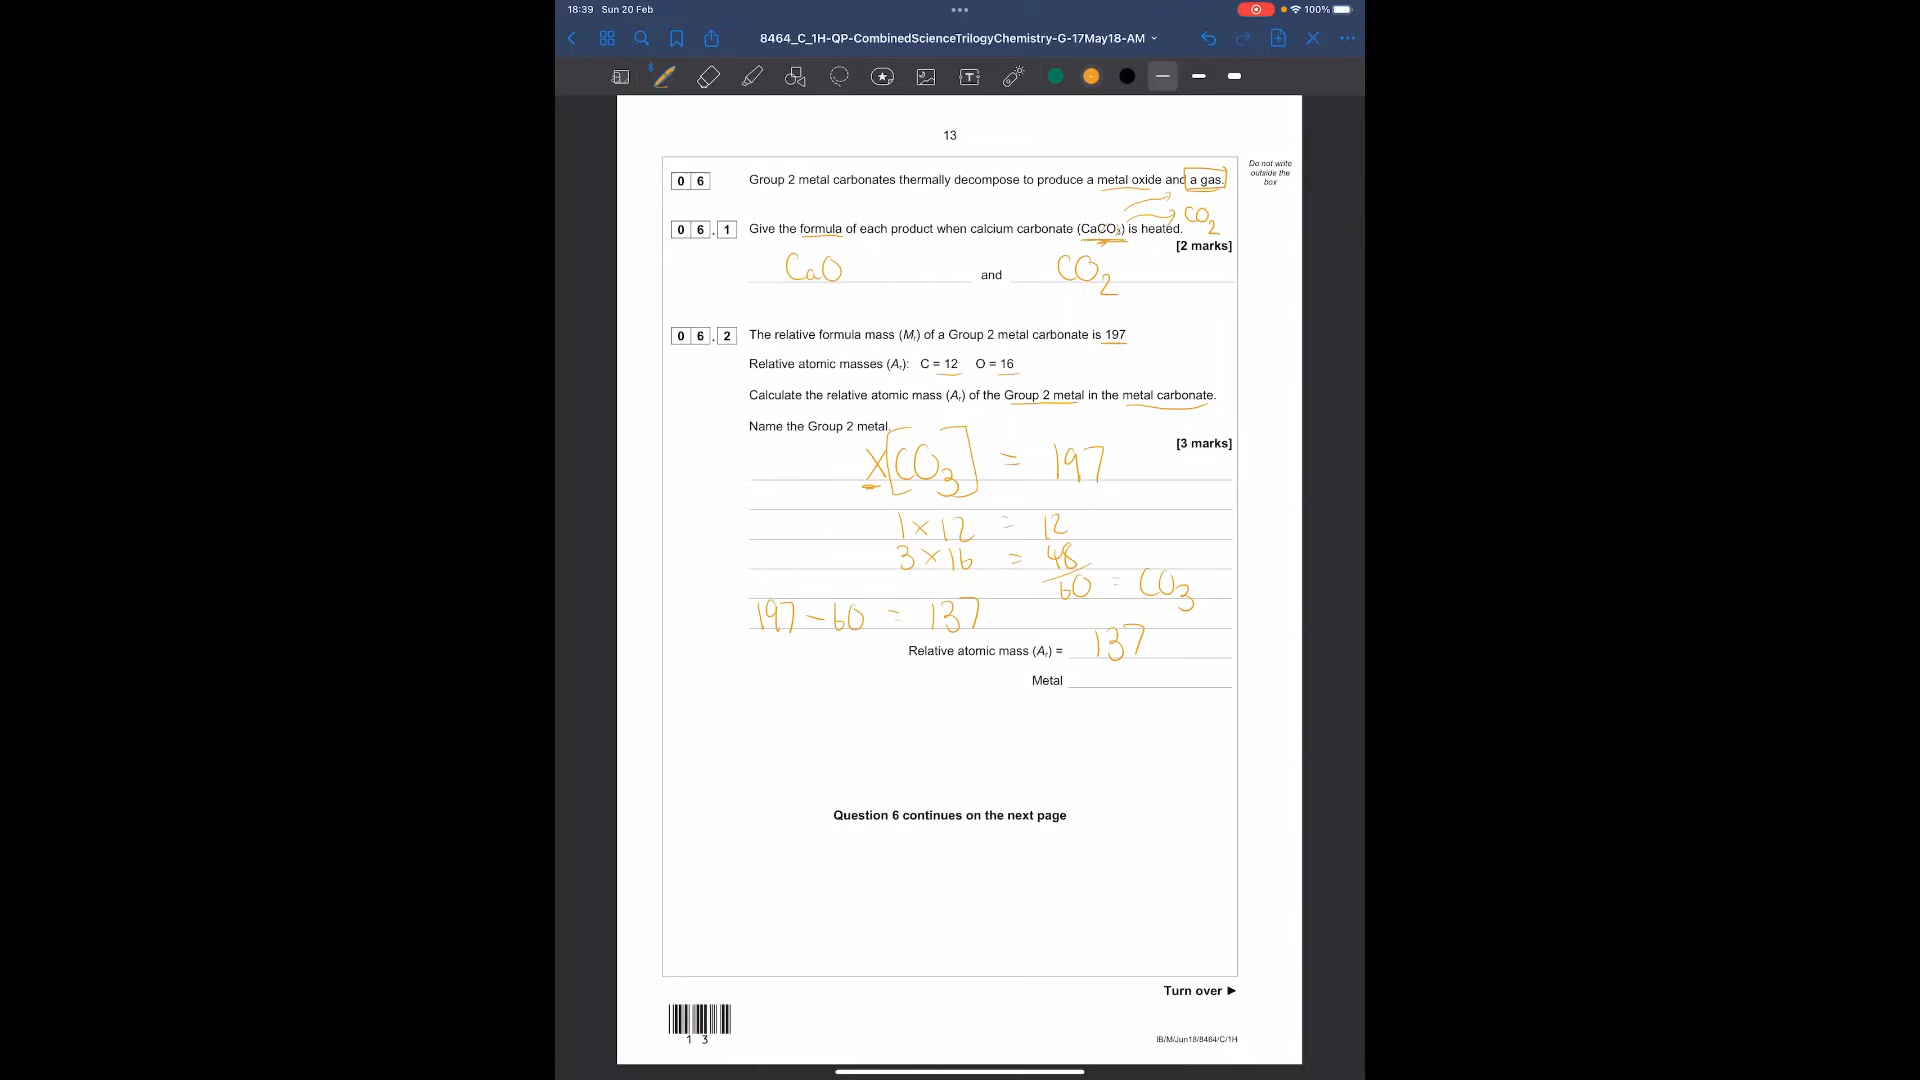 18:39 Sun 20 Feb
100%
8464_C_1H-QP-CombinedScienceTrilogyChemistry-G-17May18-AM
13
Do not write
outside the
box
0 6 Group 2 metal carbonates thermally decompose to produce a metal oxide and a gas.
CO2
0 6 . 1 Give the formula of each product when calcium carbonate (CaCO3) is heated.
[2 marks]
CaO and CO2
0 6 . 2 The relative formula mass (Mr) of a Group 2 metal carbonate is 197
Relative atomic masses (Ar): C = 12 O = 16
Calculate the relative atomic mass (Ar) of the Group 2 metal in the metal carbonate.
Name the Group 2 metal.
[3 marks]
X[CO3] = 197
1 × 12 = 12
3 × 16 = 48
60 = CO3
197 – 60 = 137
Relative atomic mass (Ar) = 137
Metal
Question 6 continues on the next page
Turn over ►
1 3
IB/M/Jun18/8464/C/1H